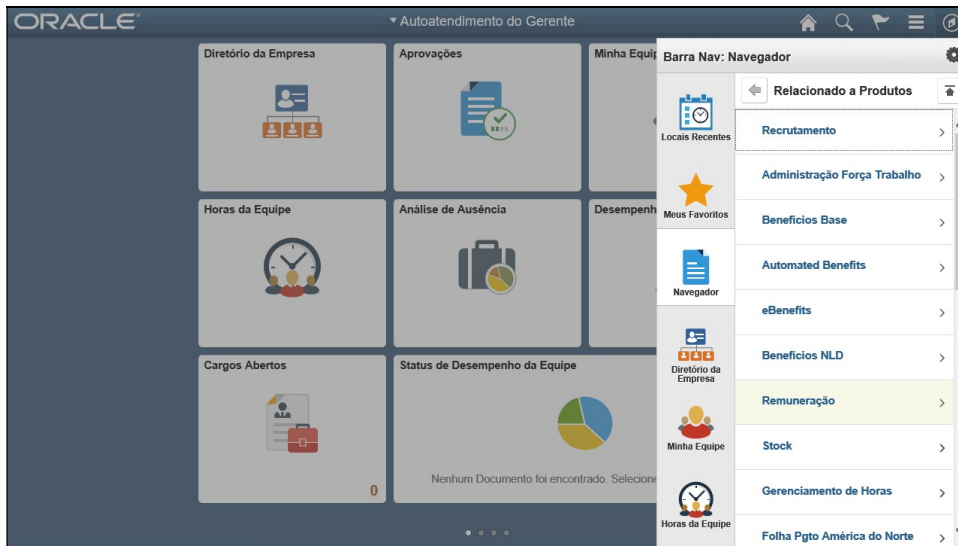 ORACLE
Autoatendimento do Gerente
Diretório da Empresa
Aprovações
Minha Equip
Horas da Equipe
Análise de Ausência
Desempenh
Cargos Abertos
0
Status de Desempenho da Equipe
Nenhum Documento foi encontrado. Selecione
Barra Nav: Navegador
Locais Recentes
Meus Favoritos
Navegador
Diretório da
Empresa
Minha Equipe
Horas da Equipe
Relacionado a Produtos
Recrutamento
Administração Força Trabalho
Beneficios Base
Automated Benefits
eBenefits
Beneficios NLD
Remuneração
Stock
Gerenciamento de Horas
Folha Pgto América do Norte